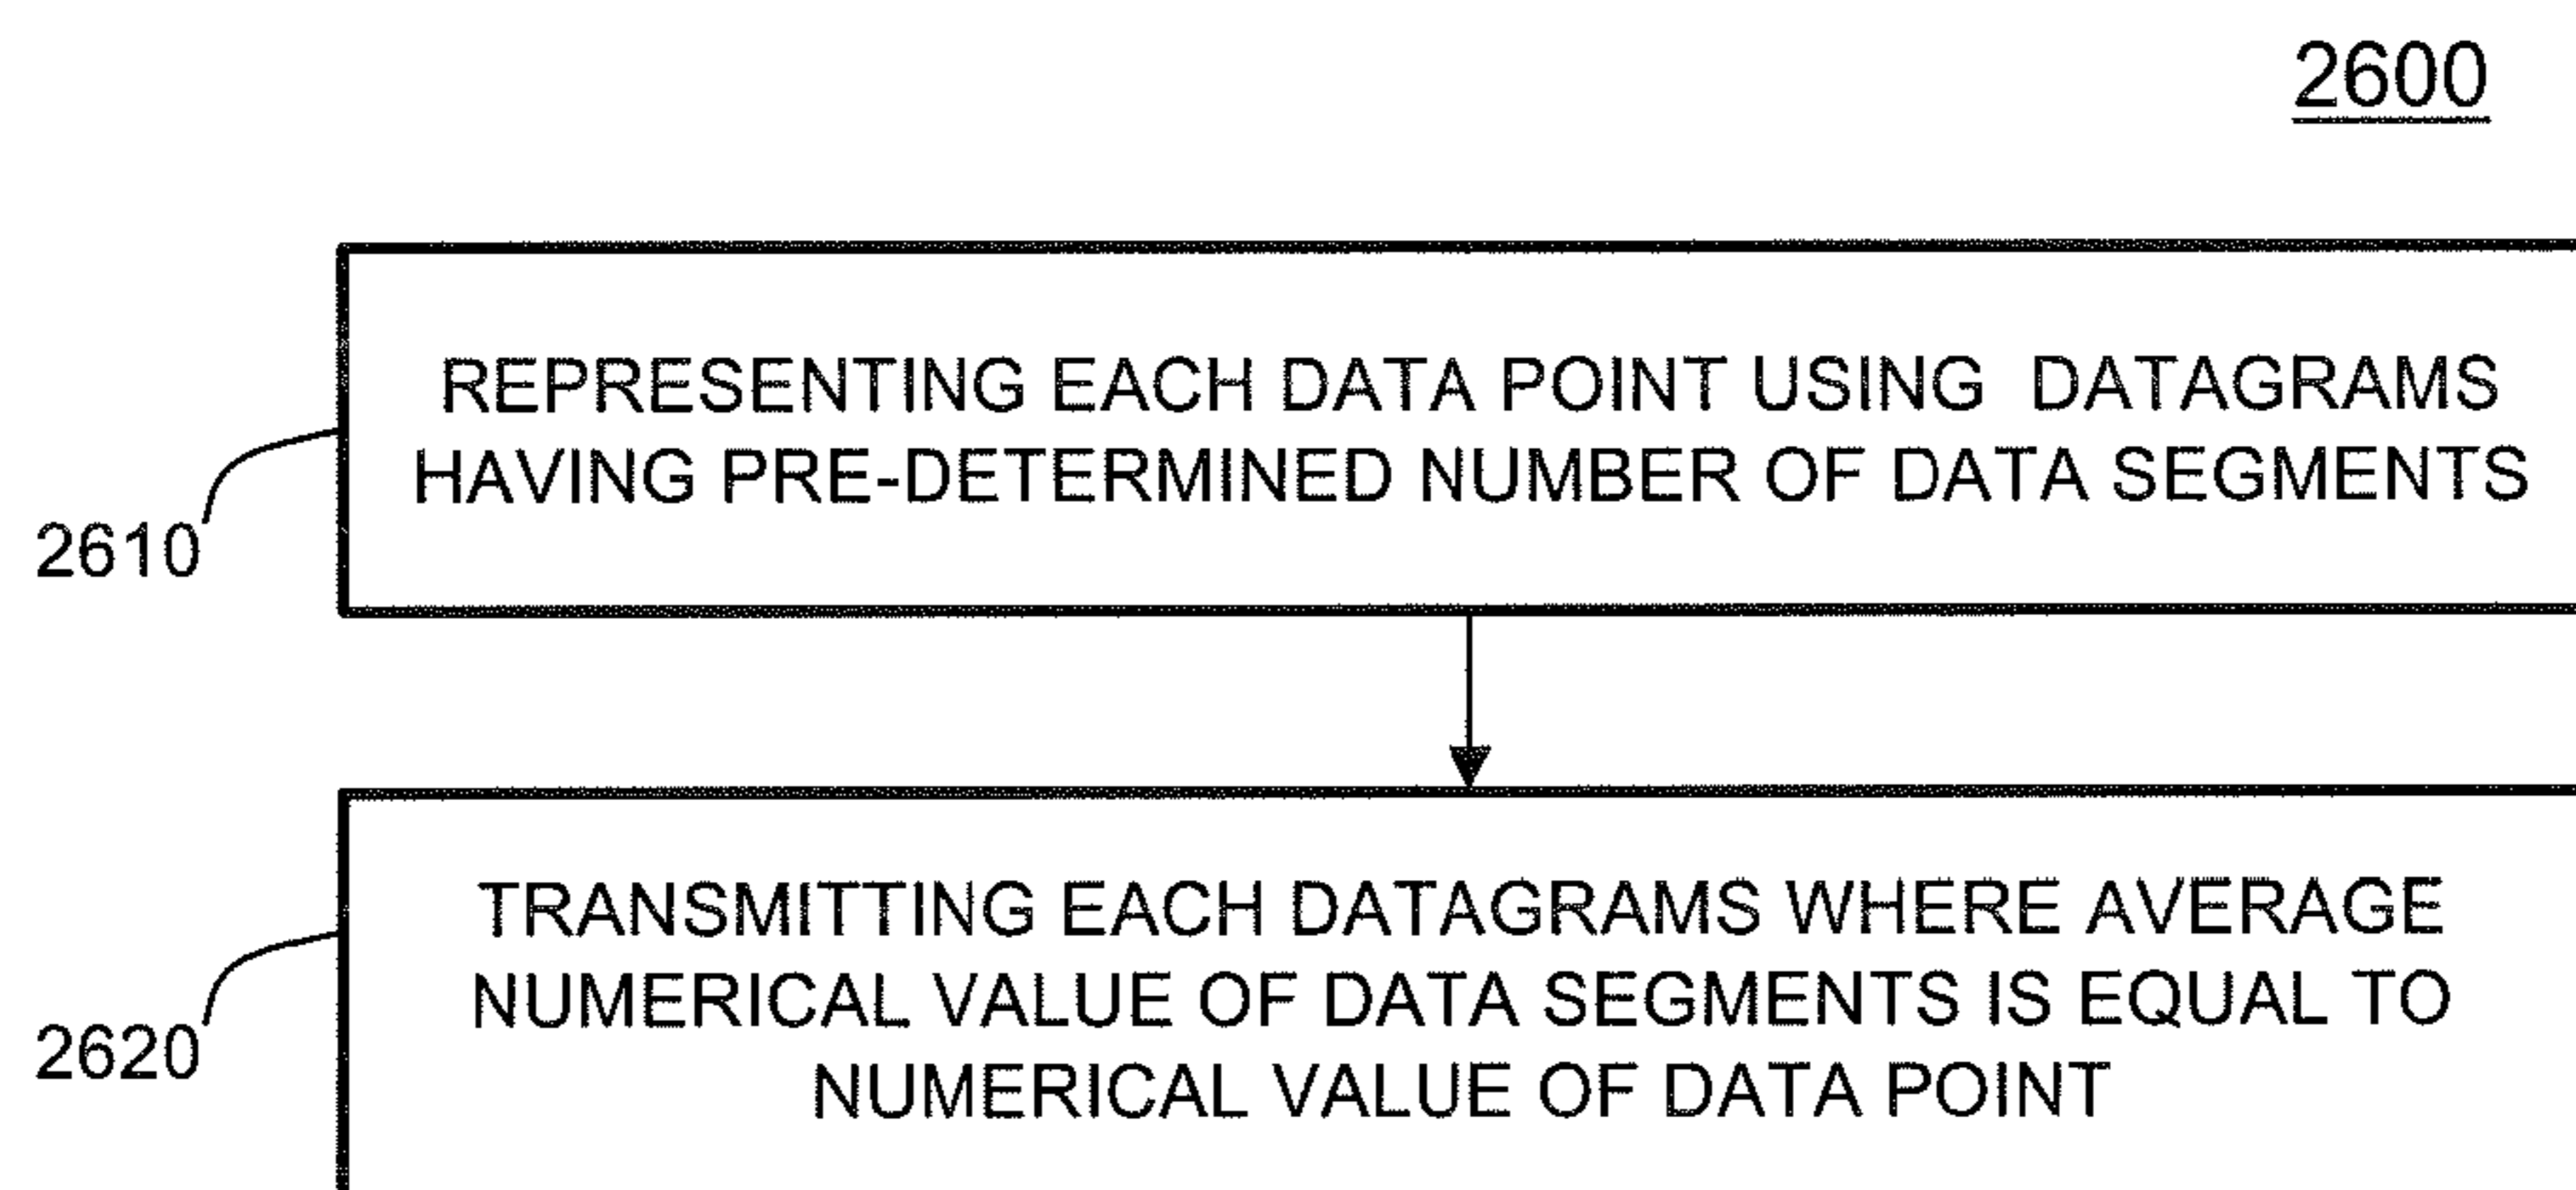 2600
REPRESENTING EACH DATA POINT USING DATAGRAMS
HAVING PRE-DETERMINED NUMBER OF DATA SEGMENTS
2610
TRANSMITTING EACH DATAGRAMS WHERE AVERAGE
NUMERICAL VALUE OF DATA SEGMENTS IS EQUAL TO
NUMERICAL VALUE OF DATA POINT
2620